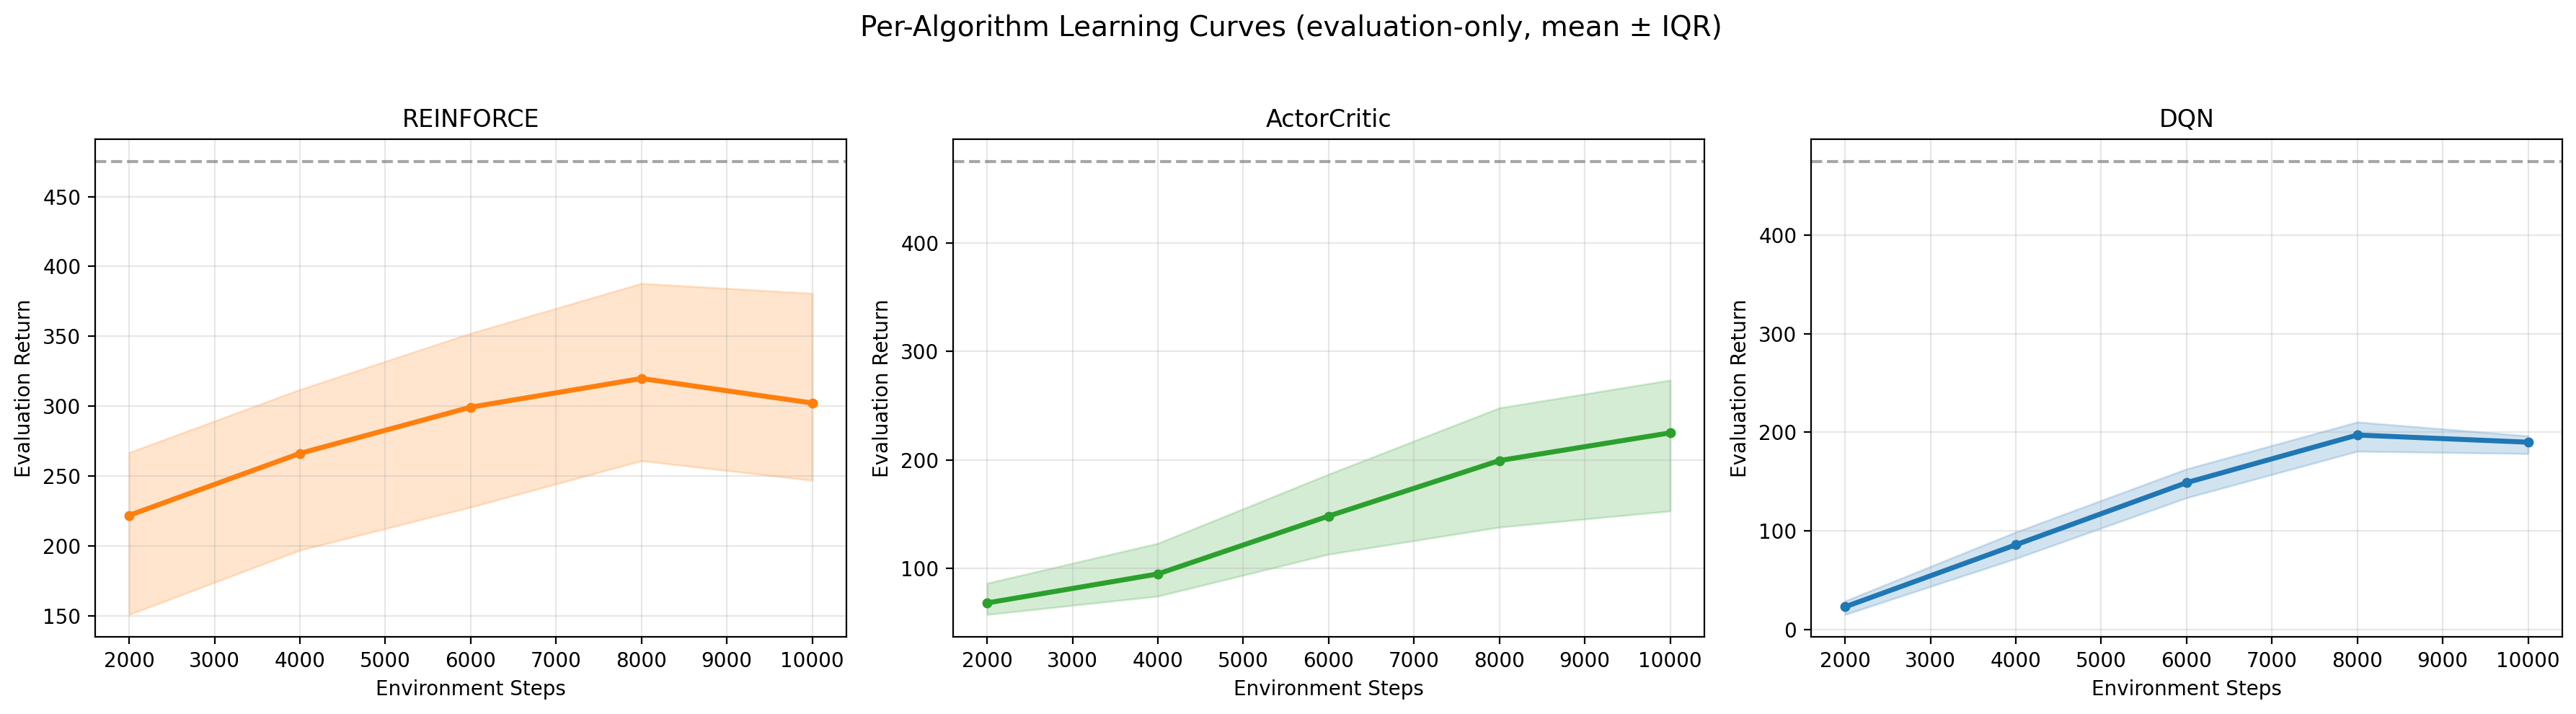 Per-Algorithm Learning Curves (evaluation-only, mean ± IQR)
REINFORCE
Evaluation Return
450
400
350
300
250
200
150
2000 3000 4000 5000 6000 7000 8000 9000 10000
Environment Steps
ActorCritic
Evaluation Return
400
300
200
100
2000 3000 4000 5000 6000 7000 8000 9000 10000
Environment Steps
DQN
Evaluation Return
400
300
200
100
0
2000 3000 4000 5000 6000 7000 8000 9000 10000
Environment Steps